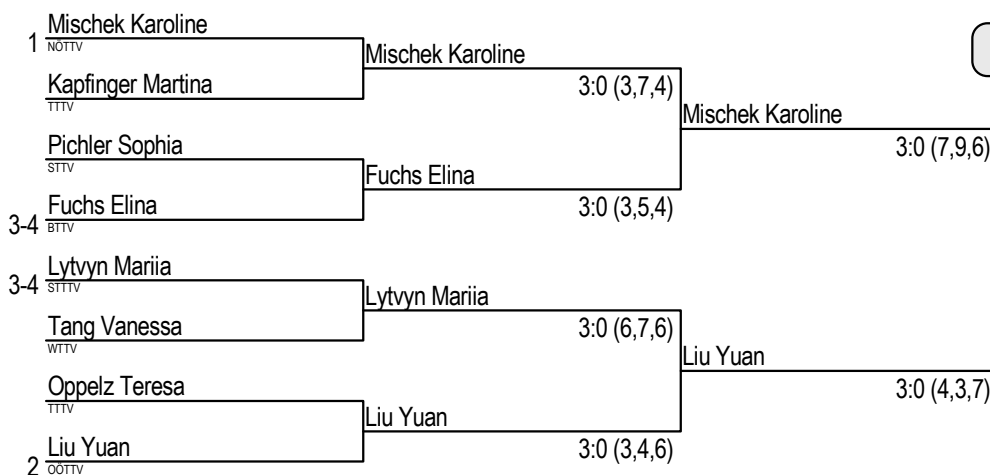 Mischek Karoline
1
NÖTTV
Mischek Karoline
Kapfinger Martina
3:0 (3,7,4)
TTTV
Mischek Karoline
Pichler Sophia
3:0 (7,9,6)
STTV
Fuchs Elina
Fuchs Elina
3:0 (3,5,4)
3-4
BTTV
Lytvyn Mariia
3-4
STTTV
Lytvyn Mariia
Tang Vanessa
3:0 (6,7,6)
WTTV
Liu Yuan
Oppelz Teresa
3:0 (4,3,7)
TTTV
Liu Yuan
Liu Yuan
3:0 (3,4,6)
2
OÖTTV